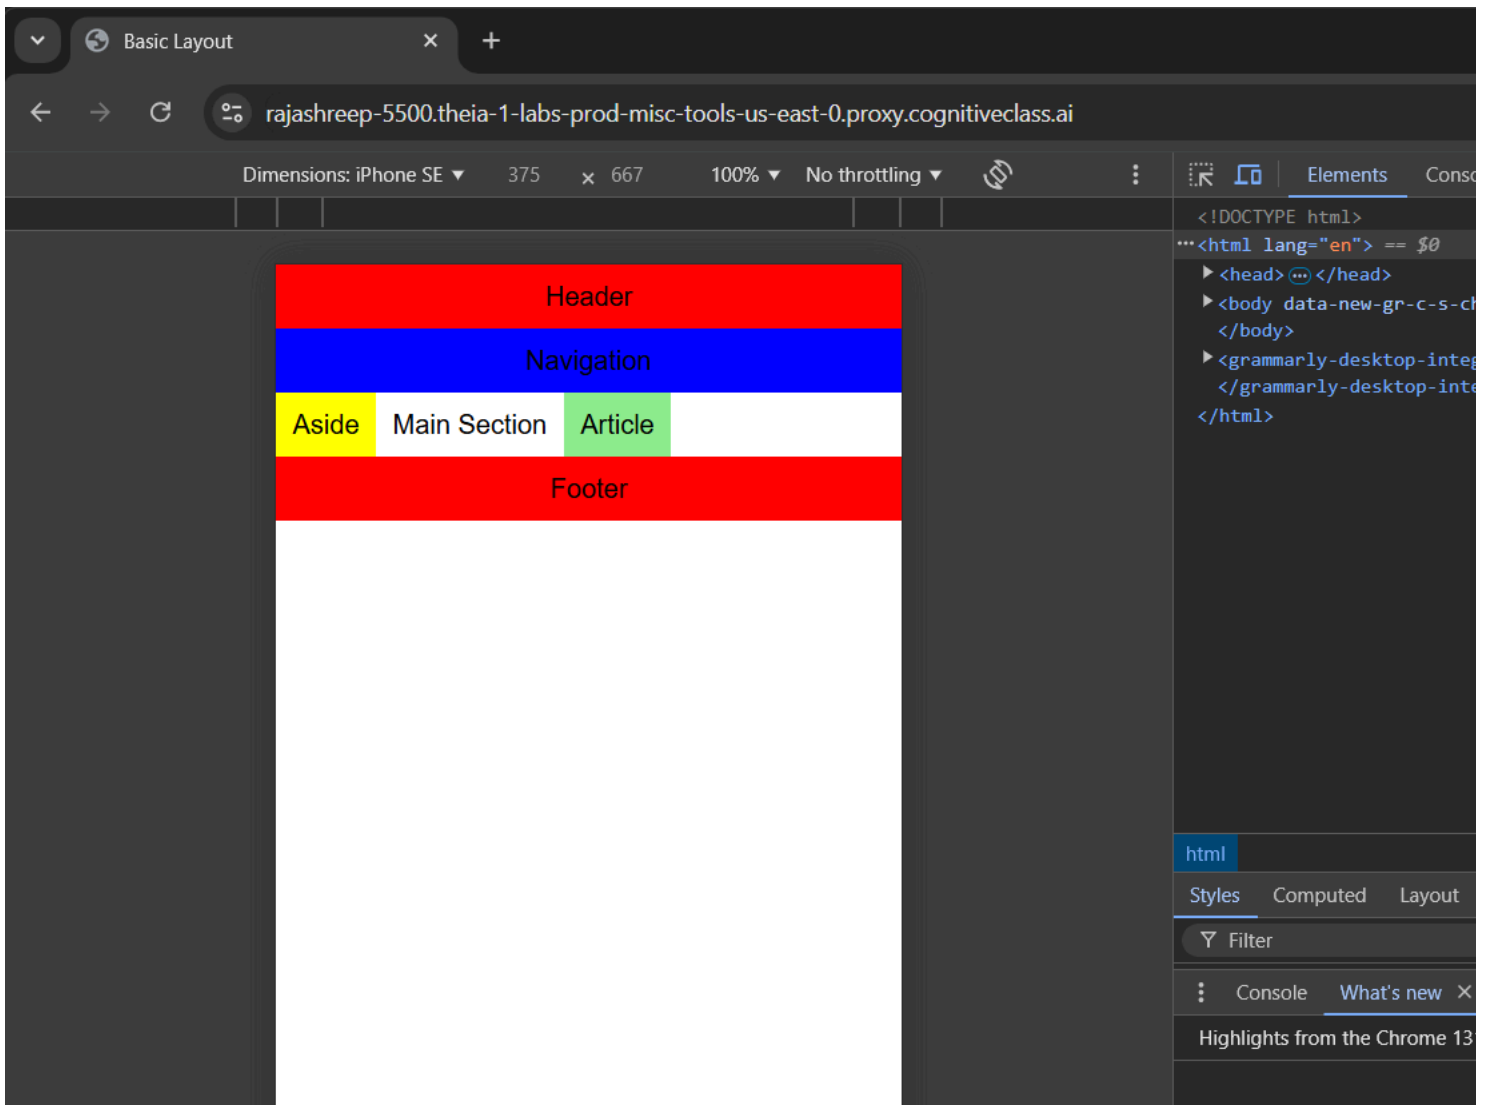 Basic Layout
rajashreep-5500.theia-1-labs-prod-misc-tools-us-east-0.proxy.cognitiveclass.ai
Dimensions: iPhone SE ▼ 375 × 667 100% ▼ No throttling ▼
Elements
<!DOCTYPE html>
<html lang="en"> == $0
<head> </head>
<body data-new-gr-c-s-
</body>
<grammarly-desktop-
</grammarly-desktop-
</html>
Header
Navigation
Aside Main Section Article
Footer
html
Styles Computed Layout
Filter
Console What's new
Highlights from the Chrome